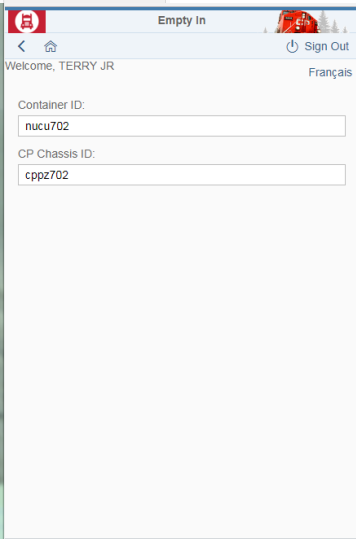 Empty In
Sign Out
Welcome, TERRY JR
Français
Container ID:
nucu702
CP Chassis ID:
cppz702